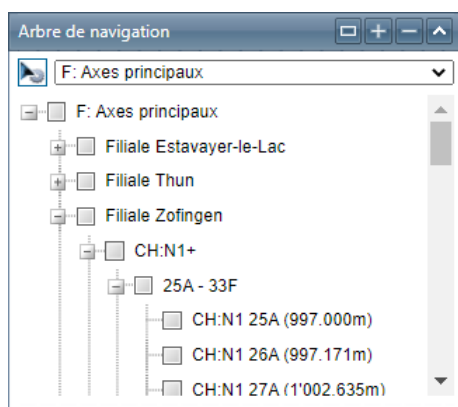 Arbre de navigation
F: Axes principaux
F: Axes principaux
Filiale Estavayer-le-Lac
Filiale Thun
Filiale Zofingen
CH:N1+
25A - 33F
CH:N1 25A (997.000m)
CH:N1 26A (997.171m)
CH:N1 27A (1'002.635m)